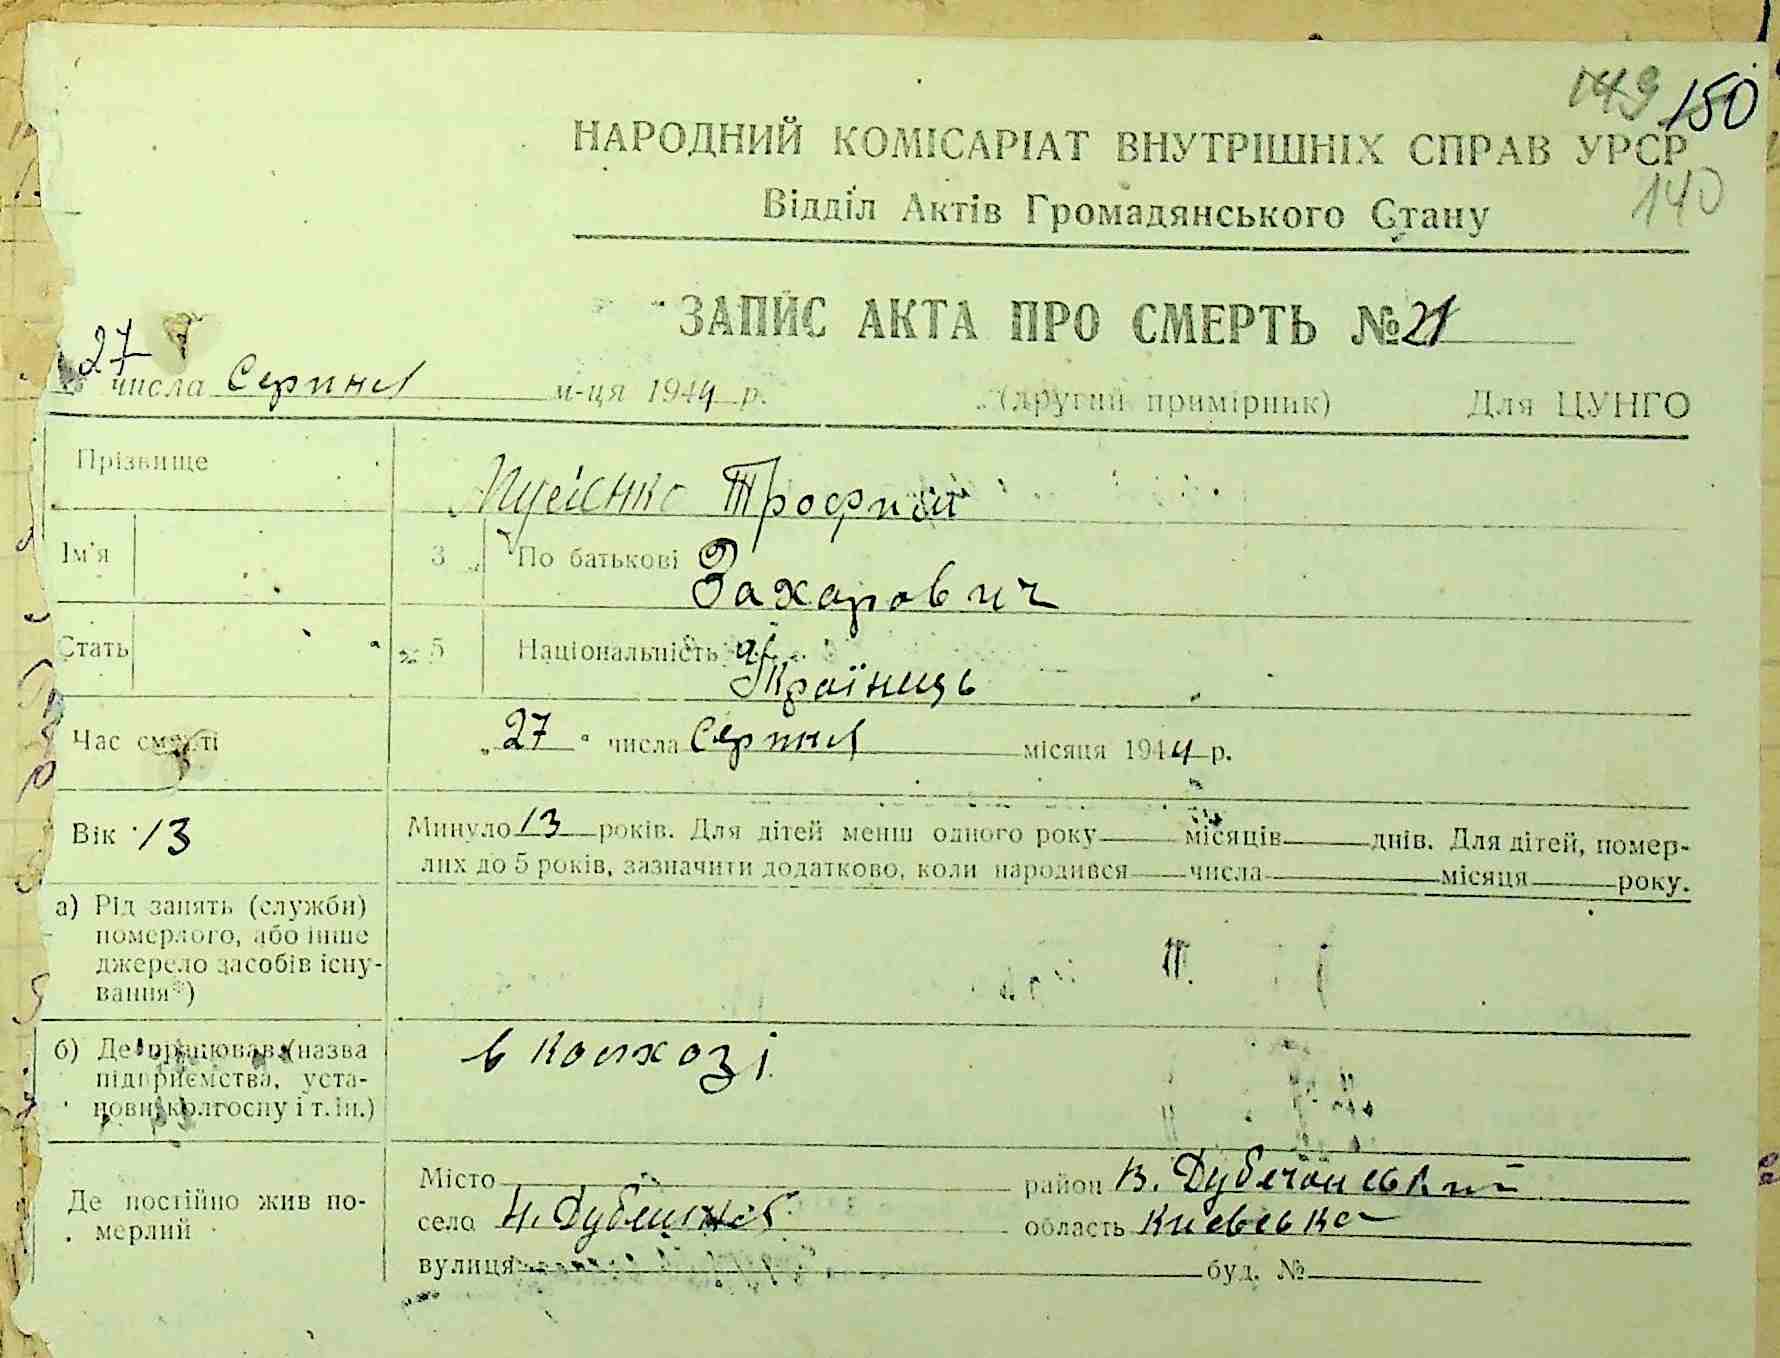 149 150
НАРОДНИЙ КОМІСАРІАТ ВНУТРІШНІХ СПРАВ УРСР
140
Відділ Актів Громадянського Стану
ЗАПИС АКТА ПРО СМЕРТЬ № 21
27 числа Серпня м-ця 1944 р. (другий примірник) Для ЦУНГО
Прізвище Трофим
Ім'я 3 По батькові Захарович
Стать 5 Національність Українець
Час смерті „27" числа Серпня місяця 1944 р.
Вік 13 Минуло 13 років. Для дітей менш одного року місяців днів. Для дітей, помер-
лих до 5 років, зазначити додатково, коли народився числа місяця року.
а) Рід занять (служби)
померлого, або інше
джерело засобів існу-
вання*)
б) Де працював (назва в колхозі
підприємства, уста-
нови, колгоспу і т. ін.)
Місто район В. Дубечанський
Де постійно жив по- село Н. область Києвська
мерлий
вулиця буд. №